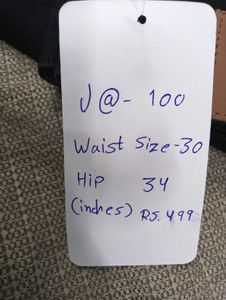 J @- 100
Waist Size-30
Hip 34
(inches) RS. 499